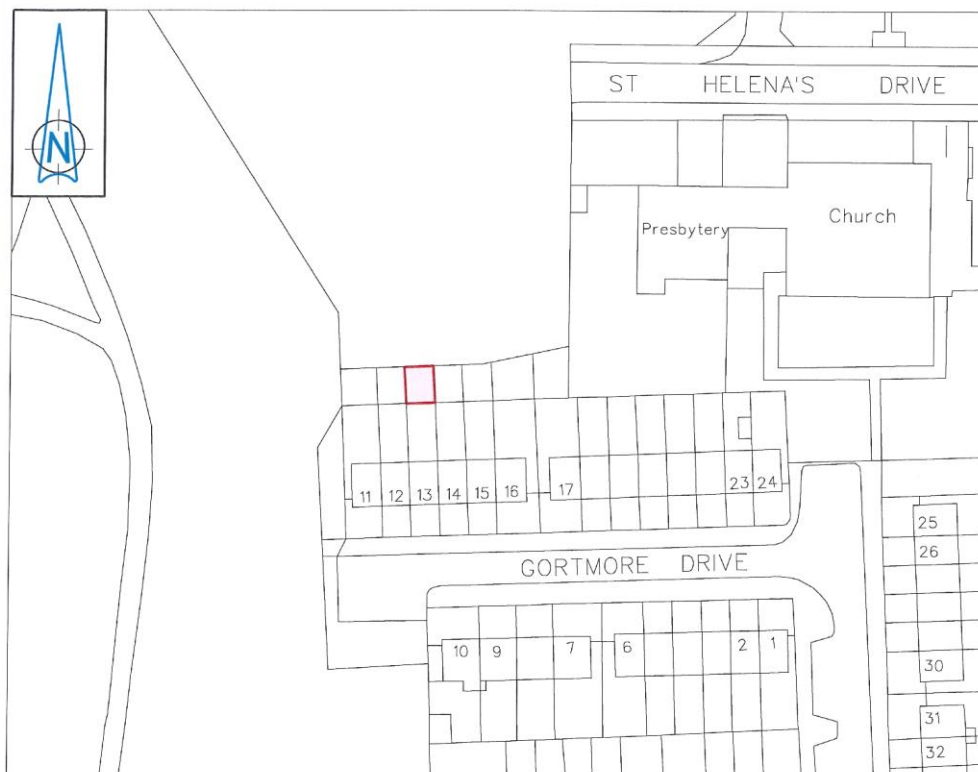 N
ST HELENA'S DRIVE
Presbytery
Church
11 12 13 14 15 16 17 23 24
GORTMORE DRIVE
25
26
10 9 7 6 2 1
30
31
32